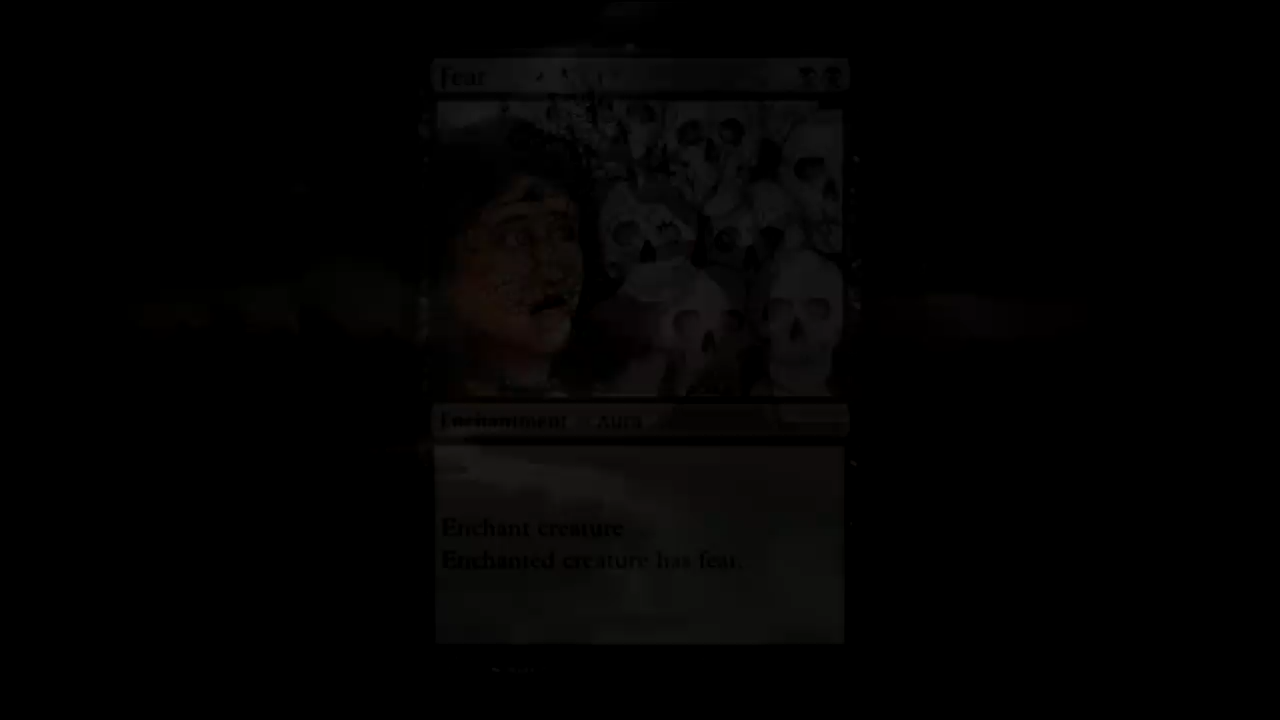 Fear
Enchantment – Aura
Enchant creature
Enchanted creature has fear.